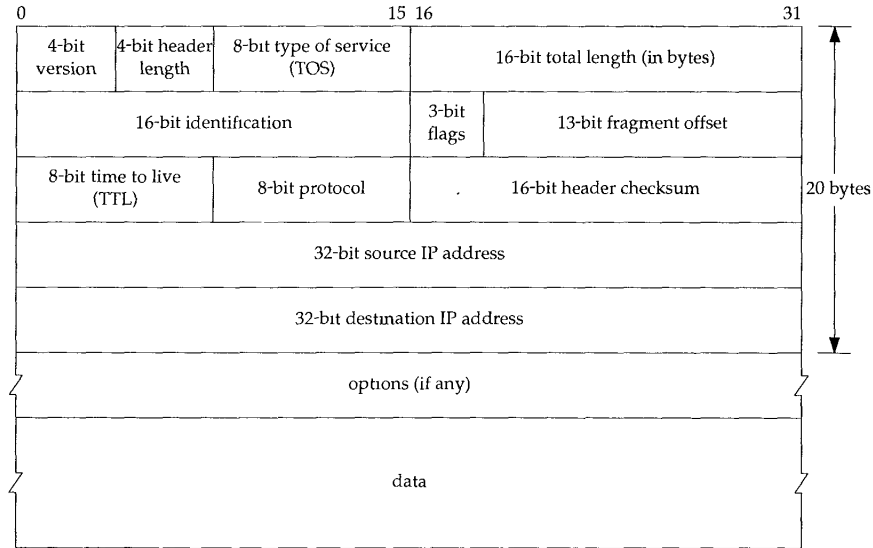 0 15 16 31
4-bit version
4-bit header length
8-bit type of service (TOS)
16-bit total length (in bytes)
16-bit identification
3-bit flags
13-bit fragment offset
8-bit time to live (TTL)
8-bit protocol
16-bit header checksum
20 bytes
32-bit source IP address
32-bit destination IP address
options (if any)
data